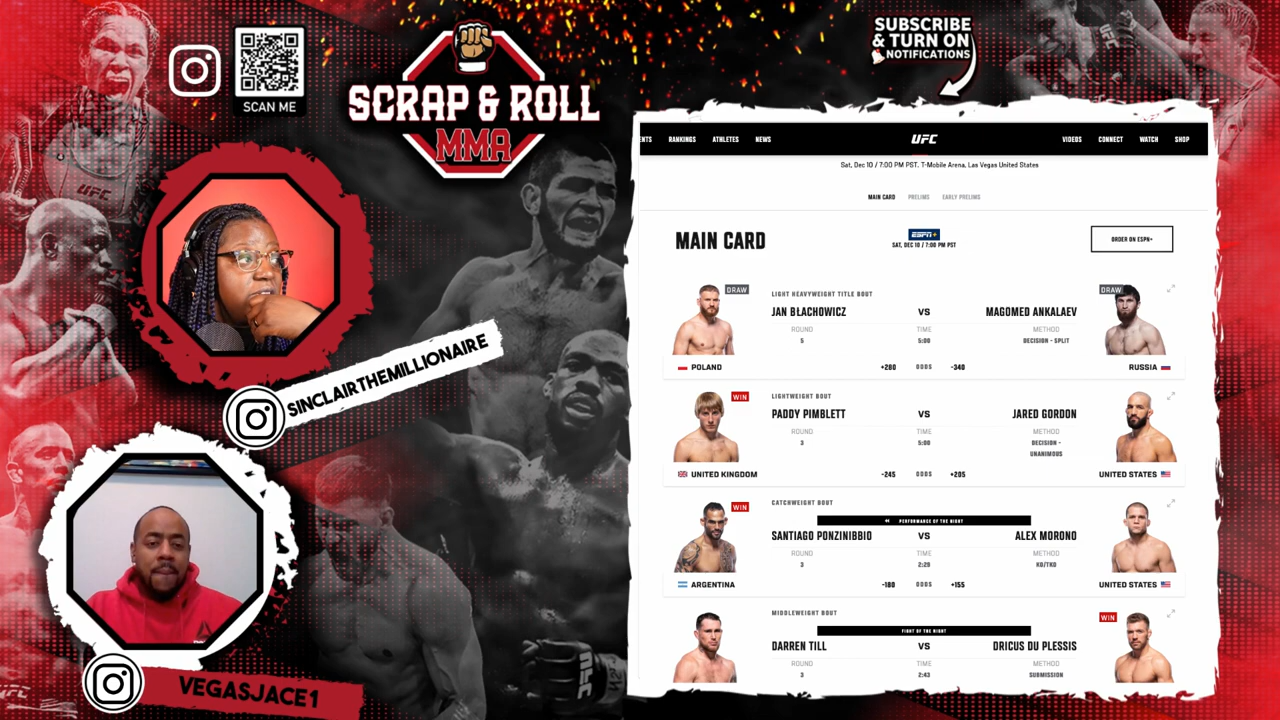 SCAN ME
SCRAP & ROLL
MMA
SUBSCRIBE
& TURN ON
NOTIFICATIONS
SINCLAIRTHEMILLIONAIRE
VEGASJACE1
ENTS RANKINGS ATHLETES NEWS UFC VIDEOS CONNECT WATCH SHOP
Sat, Dec 10 / 7:00 PM PST. T-Mobile Arena, Las Vegas United States
MAIN CARD PRELIMS EARLY PRELIMS
MAIN CARD
ESPN+
SAT, DEC 10 / 7:00 PM PST
ORDER ON ESPN+
DRAW LIGHT HEAVYWEIGHT TITLE BOUT DRAW
JAN BŁACHOWICZ VS MAGOMED ANKALAEV
ROUND TIME METHOD
5 5:00 DECISION - SPLIT
POLAND +280 ODDS -340 RUSSIA
WIN LIGHTWEIGHT BOUT
PADDY PIMBLETT VS JARED GORDON
ROUND TIME METHOD
3 5:00 DECISION -
UNANIMOUS
UNITED KINGDOM -245 ODDS +205 UNITED STATES
WIN CATCHWEIGHT BOUT
PERFORMANCE OF THE NIGHT
SANTIAGO PONZINIBBIO VS ALEX MORONO
ROUND TIME METHOD
3 2:29 KO/TKO
ARGENTINA -180 ODDS +155 UNITED STATES
MIDDLEWEIGHT BOUT WIN
FIGHT OF THE NIGHT
DARREN TILL VS DRICUS DU PLESSIS
ROUND TIME METHOD
3 2:43 SUBMISSION
UFC
UFC
UFC
UFC